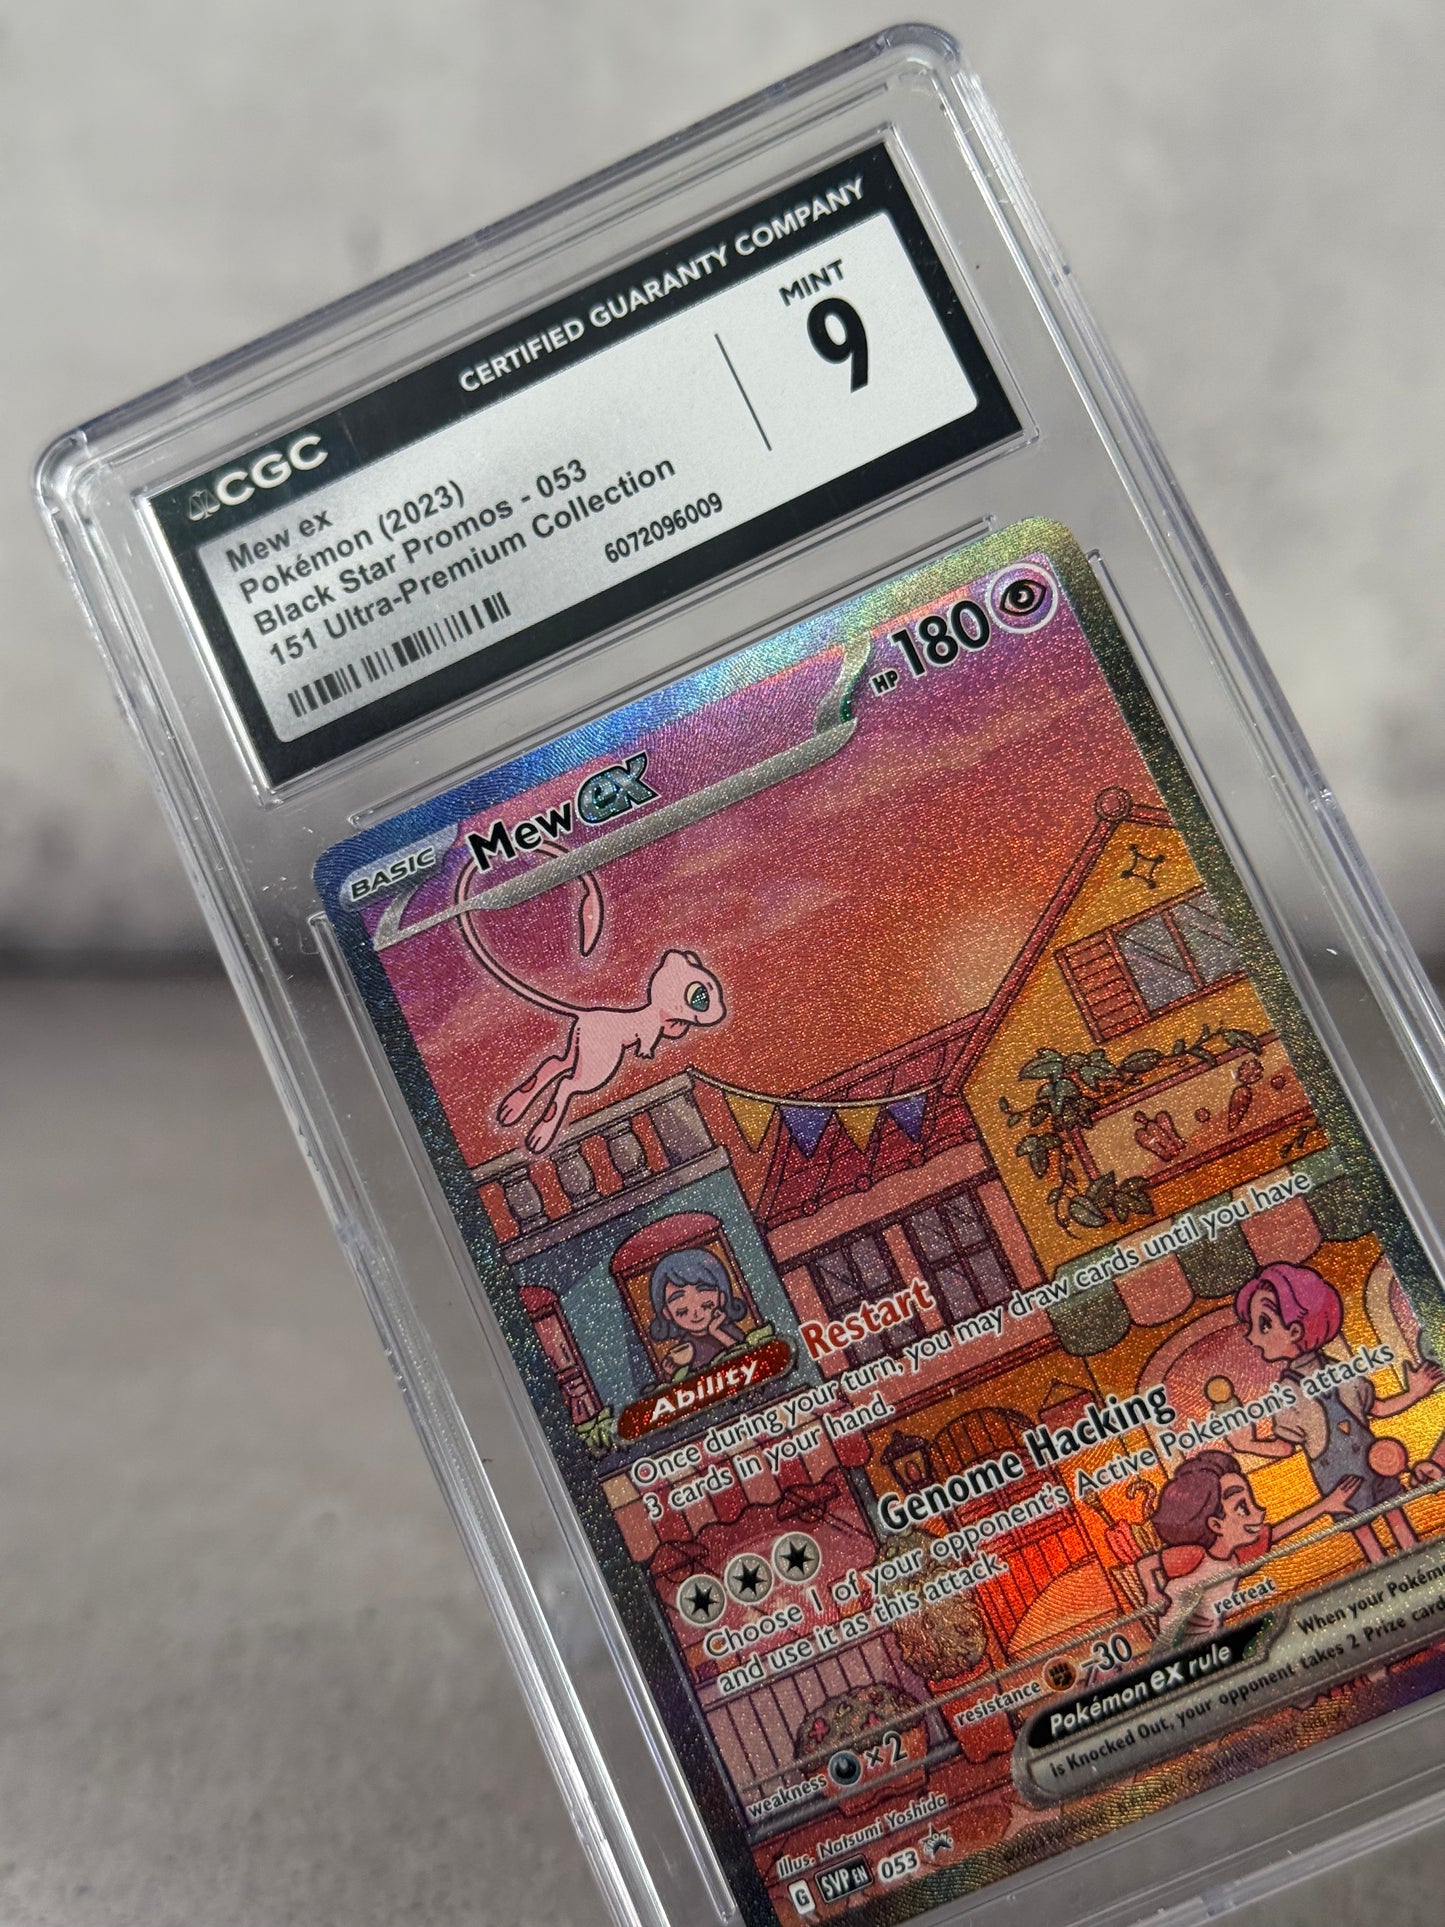 CGC CERTIFIED GUARANTY COMPANY
Mew ex
Pokémon (2023)
Black Star Promos - 053
151 Ultra-Premium Collection
6072096009
MINT
9
BASIC
Mew ex
HP 180
Ability Restart
Once during your turn, you may draw cards until you have
3 cards in your hand.
Genome Hacking
Choose 1 of your opponent's Active Pokémon's attacks
and use it as this attack.
weakness ×2
resistance -30
retreat
Pokémon ex rule
When your Pokémon
is Knocked Out, your opponent takes 2 Prize card
Illus. Natsumi Yoshida
G SVP EN 053